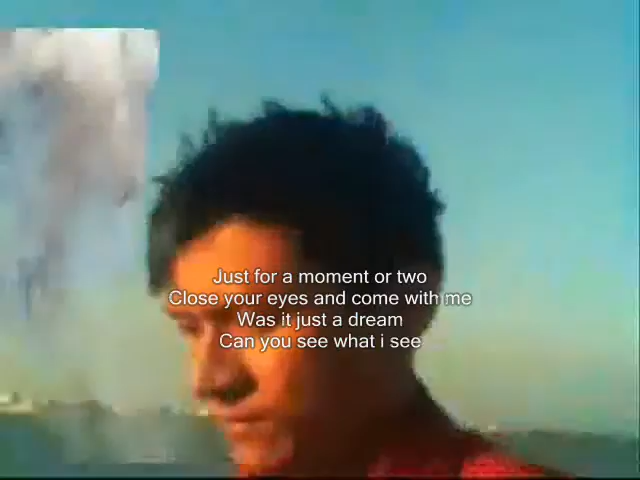 Just for a moment or two
Close your eyes and come with me
Was it just a dream
Can you see what i see